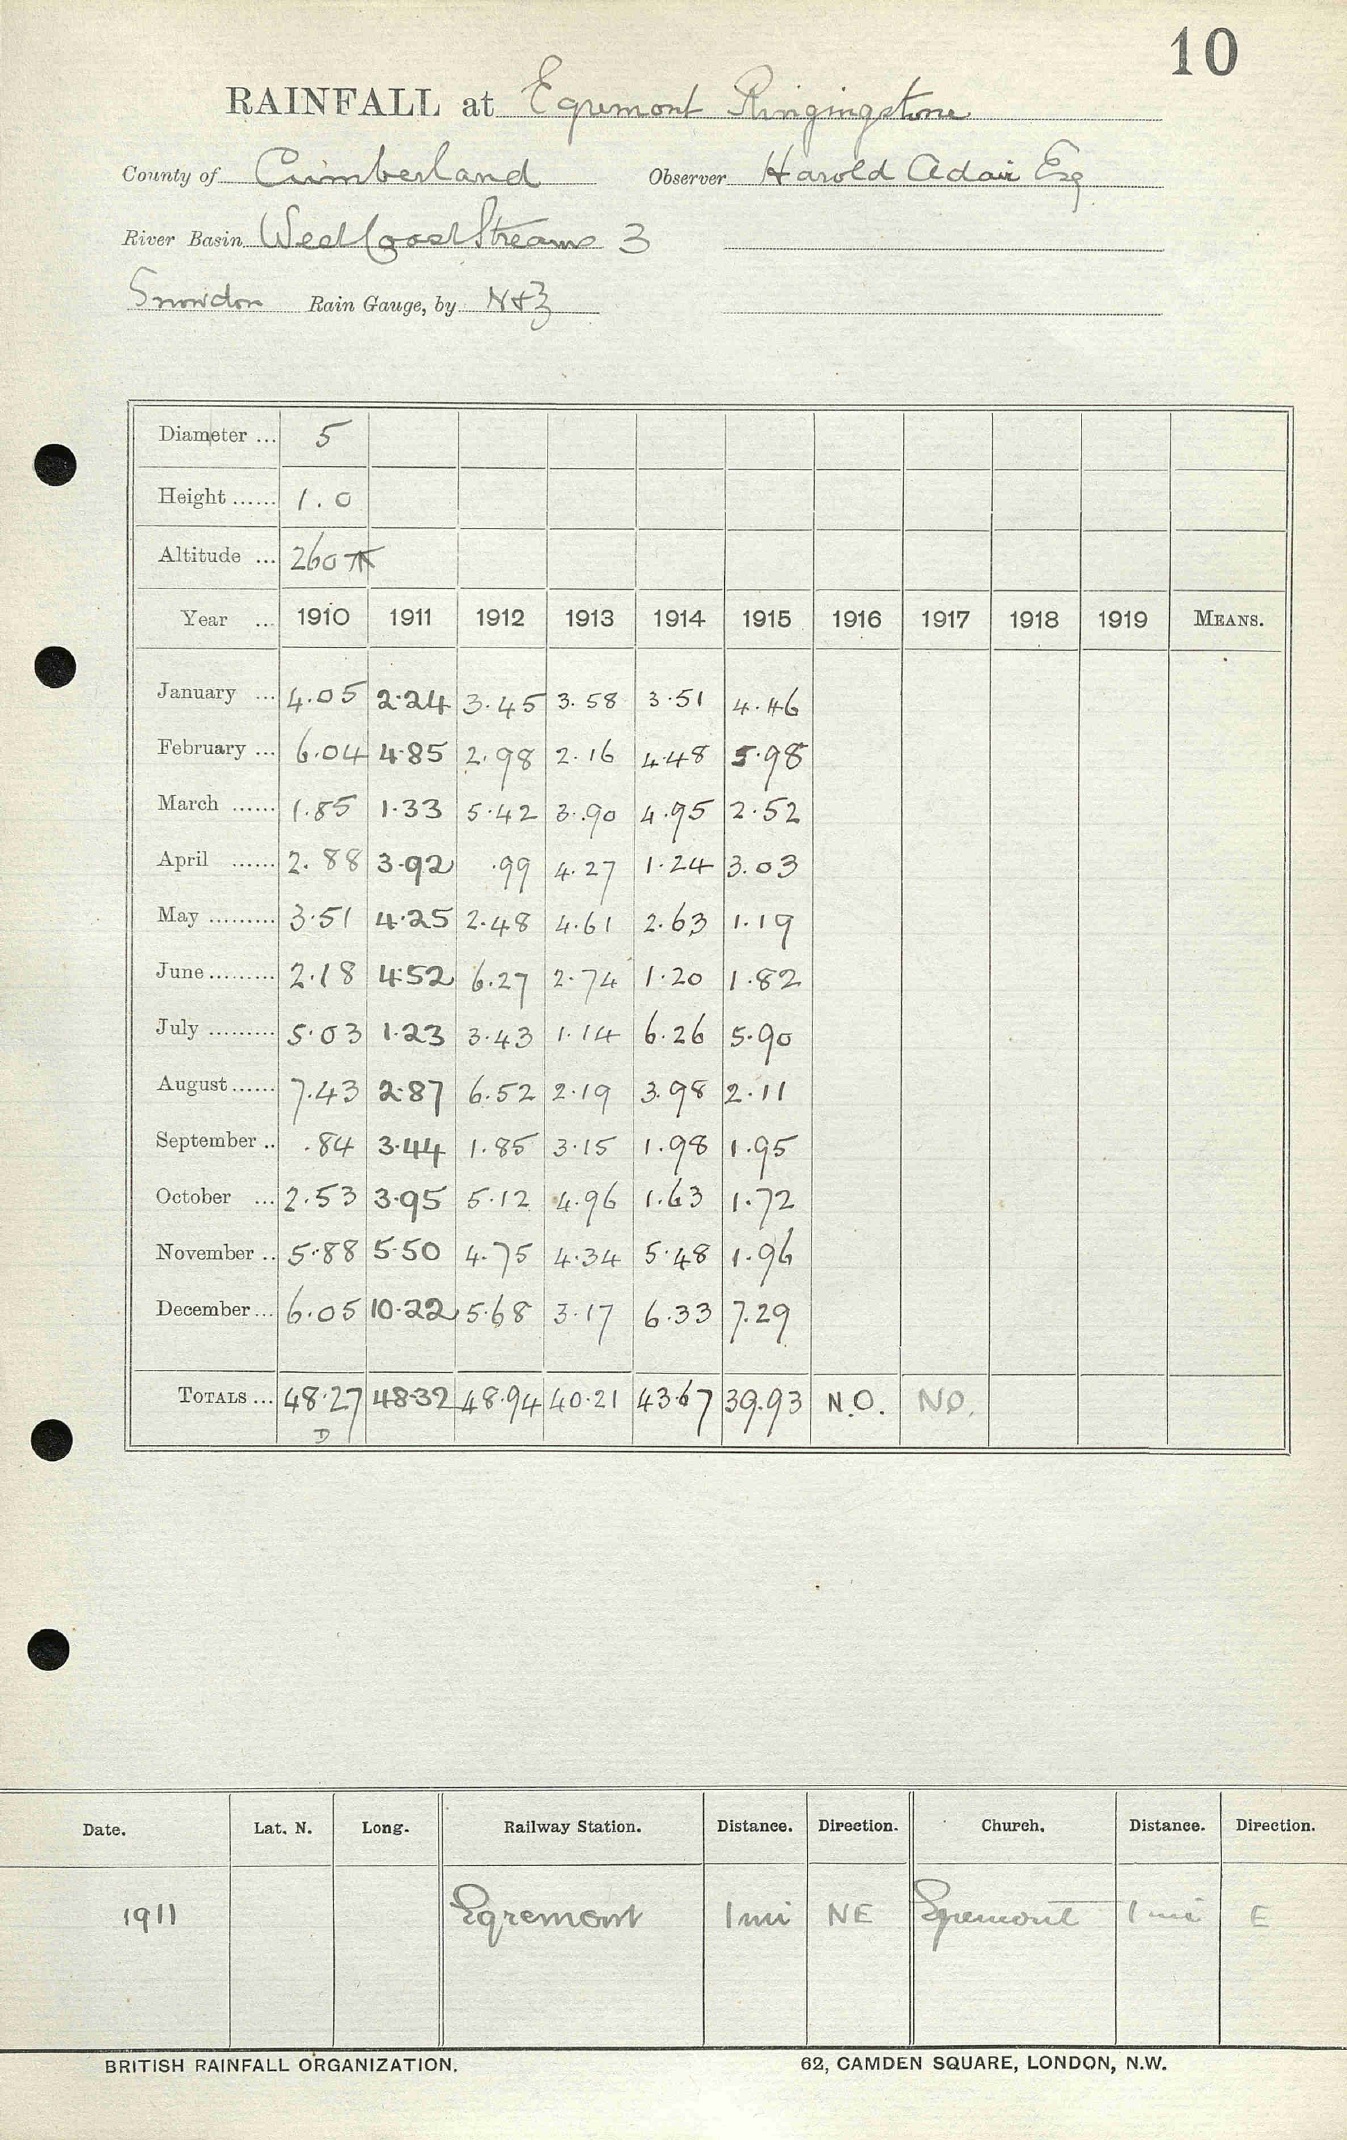 10
RAINFALL at Egremont Ringingstone
County of Cumberland Observer Harold Adair Esq
River Basin West Coast Streams 3
Snowdon Rain Gauge, by N+Z
Diameter ... 5
Height ...... 1.0
Altitude ... 260 ft
Year ... 1910 1911 1912 1913 1914 1915 1916 1917 1918 1919 MEANS.
January ... 4.05 2.24 3.45 3.58 3.51 4.46
February ... 6.04 4.85 2.98 2.16 4.48 5.98
March ...... 1.85 1.33 5.42 3.90 4.95 2.52
April ...... 2.88 3.92 .99 4.27 1.24 3.03
May ......... 3.51 4.25 2.48 4.61 2.63 1.19
June ......... 2.18 4.52 6.27 2.74 1.20 1.82
July ......... 5.03 1.23 3.43 1.14 6.26 5.90
August ...... 7.43 2.87 6.52 2.19 3.98 2.11
September .. .84 3.44 1.85 3.15 1.98 1.95
October ... 2.53 3.95 5.12 4.96 1.63 1.72
November .. 5.88 5.50 4.75 4.34 5.48 1.96
December ... 6.05 10.22 5.68 3.17 6.33 7.29
TOTALS ... 48.27 48.32 48.94 40.21 43.67 39.93 N.O. NO.
D
Date. Lat. N. Long. Railway Station. Distance. Direction. Church. Distance. Direction.
1911 Egremont 1 mi NE Egremont 1 mi E
BRITISH RAINFALL ORGANIZATION. 62, CAMDEN SQUARE, LONDON, N.W.